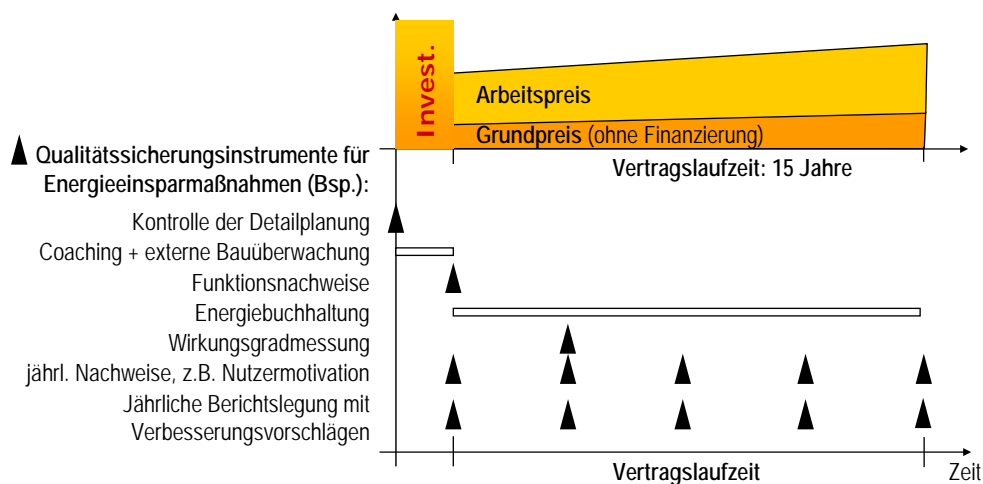 Invest.
Arbeitspreis
Grundpreis (ohne Finanzierung)
Vertragslaufzeit: 15 Jahre
Qualitätssicherungsinstrumente für
Energieeinsparmaßnahmen (Bsp.):
Kontrolle der Detailplanung
Coaching + externe Bauüberwachung
Funktionsnachweise
Energiebuchhaltung
Wirkungsgradmessung
jährl. Nachweise, z.B. Nutzermotivation
Jährliche Berichtslegung mit
Verbesserungsvorschlägen
Vertragslaufzeit
Zeit